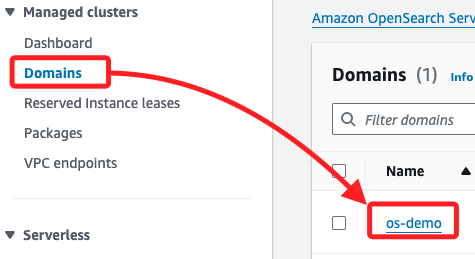 Managed clusters
Dashboard
Domains
Reserved Instance leases
Packages
VPC endpoints
Serverless
Amazon OpenSearch Serv
Domains (1) Info
Filter domains
Name
os-demo